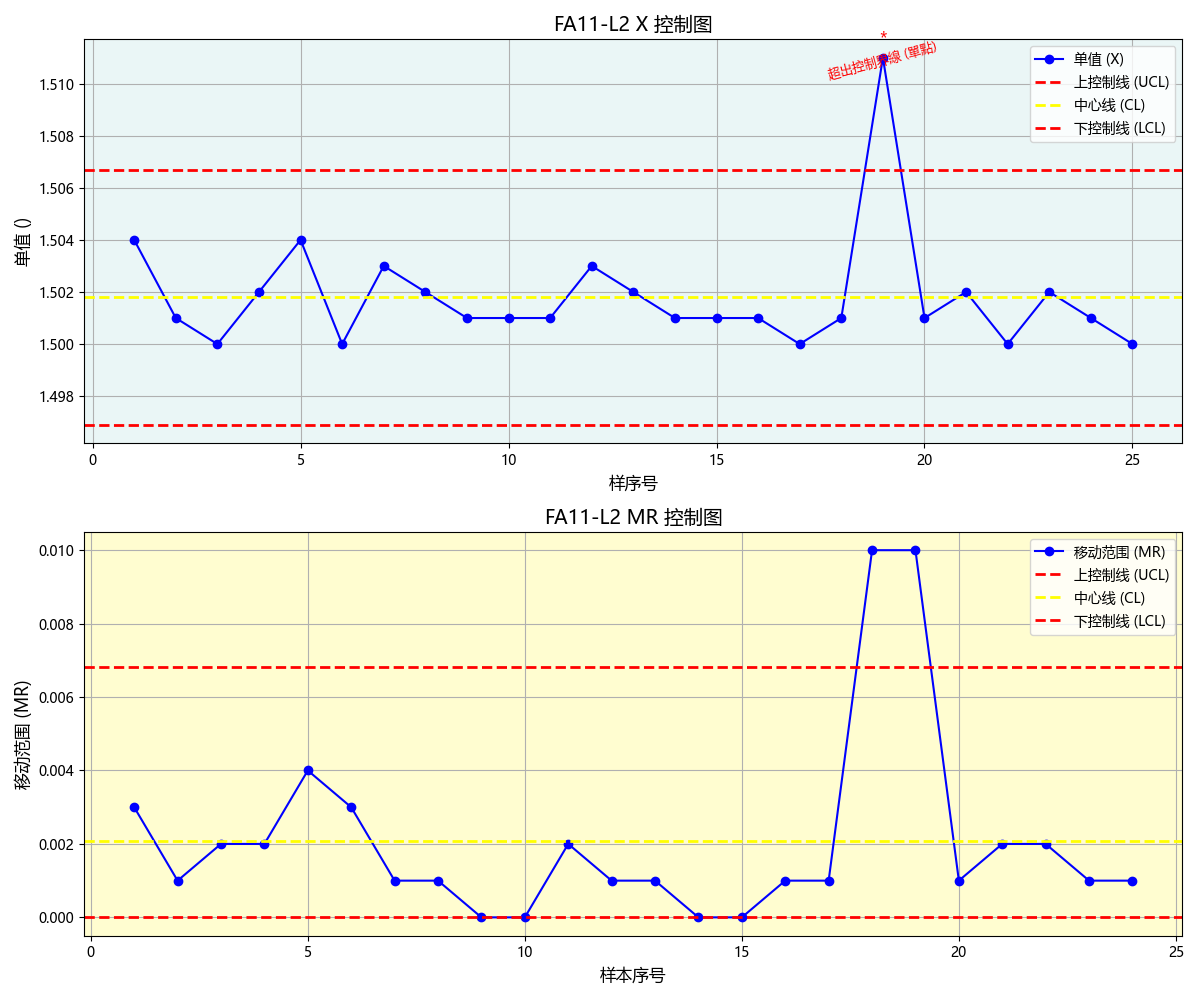 FA11-L2 X 控制图
*
超出控制界線 (單點)
单值 (X)
上控制线 (UCL)
中心线 (CL)
下控制线 (LCL)
单值 ()
1.510
1.508
1.506
1.504
1.502
1.500
1.498
0 5 10 15 20 25
样序号
FA11-L2 MR 控制图
移动范围 (MR)
上控制线 (UCL)
中心线 (CL)
下控制线 (LCL)
移动范围 (MR)
0.010
0.008
0.006
0.004
0.002
0.000
0 5 10 15 20 25
样本序号